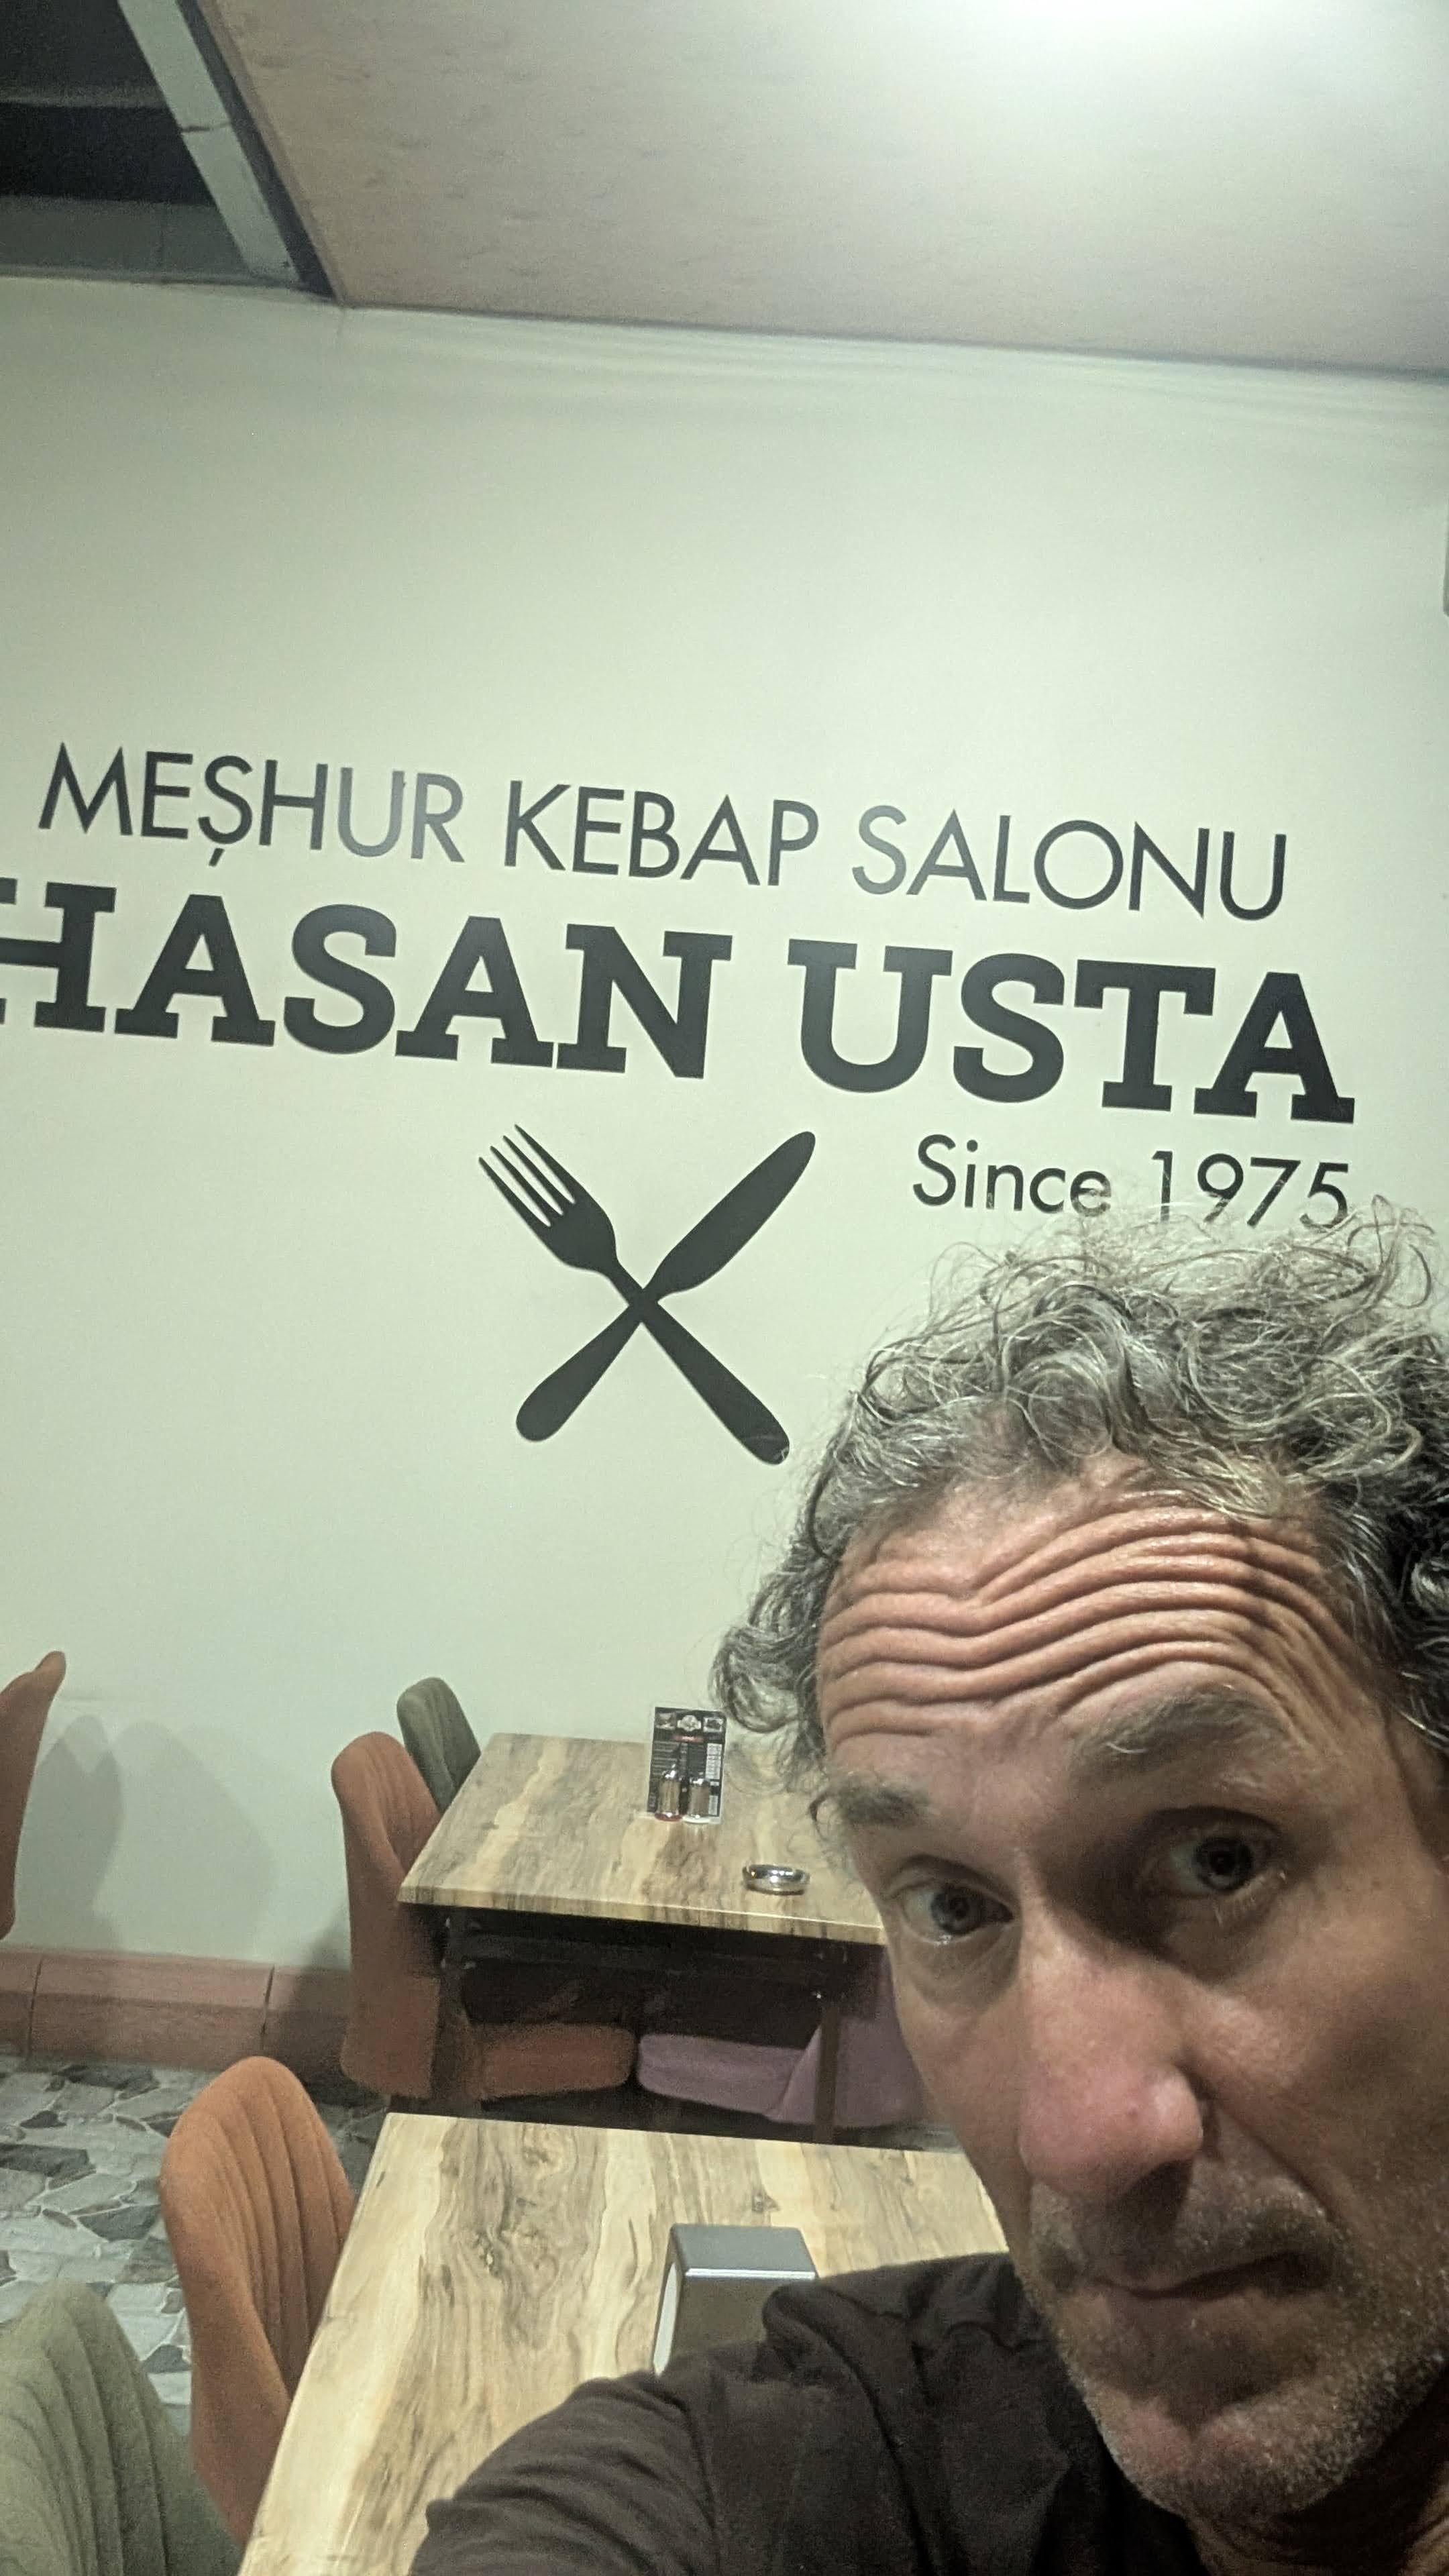 MEŞHUR KEBAP SALONU
HASAN USTA
Since 1975